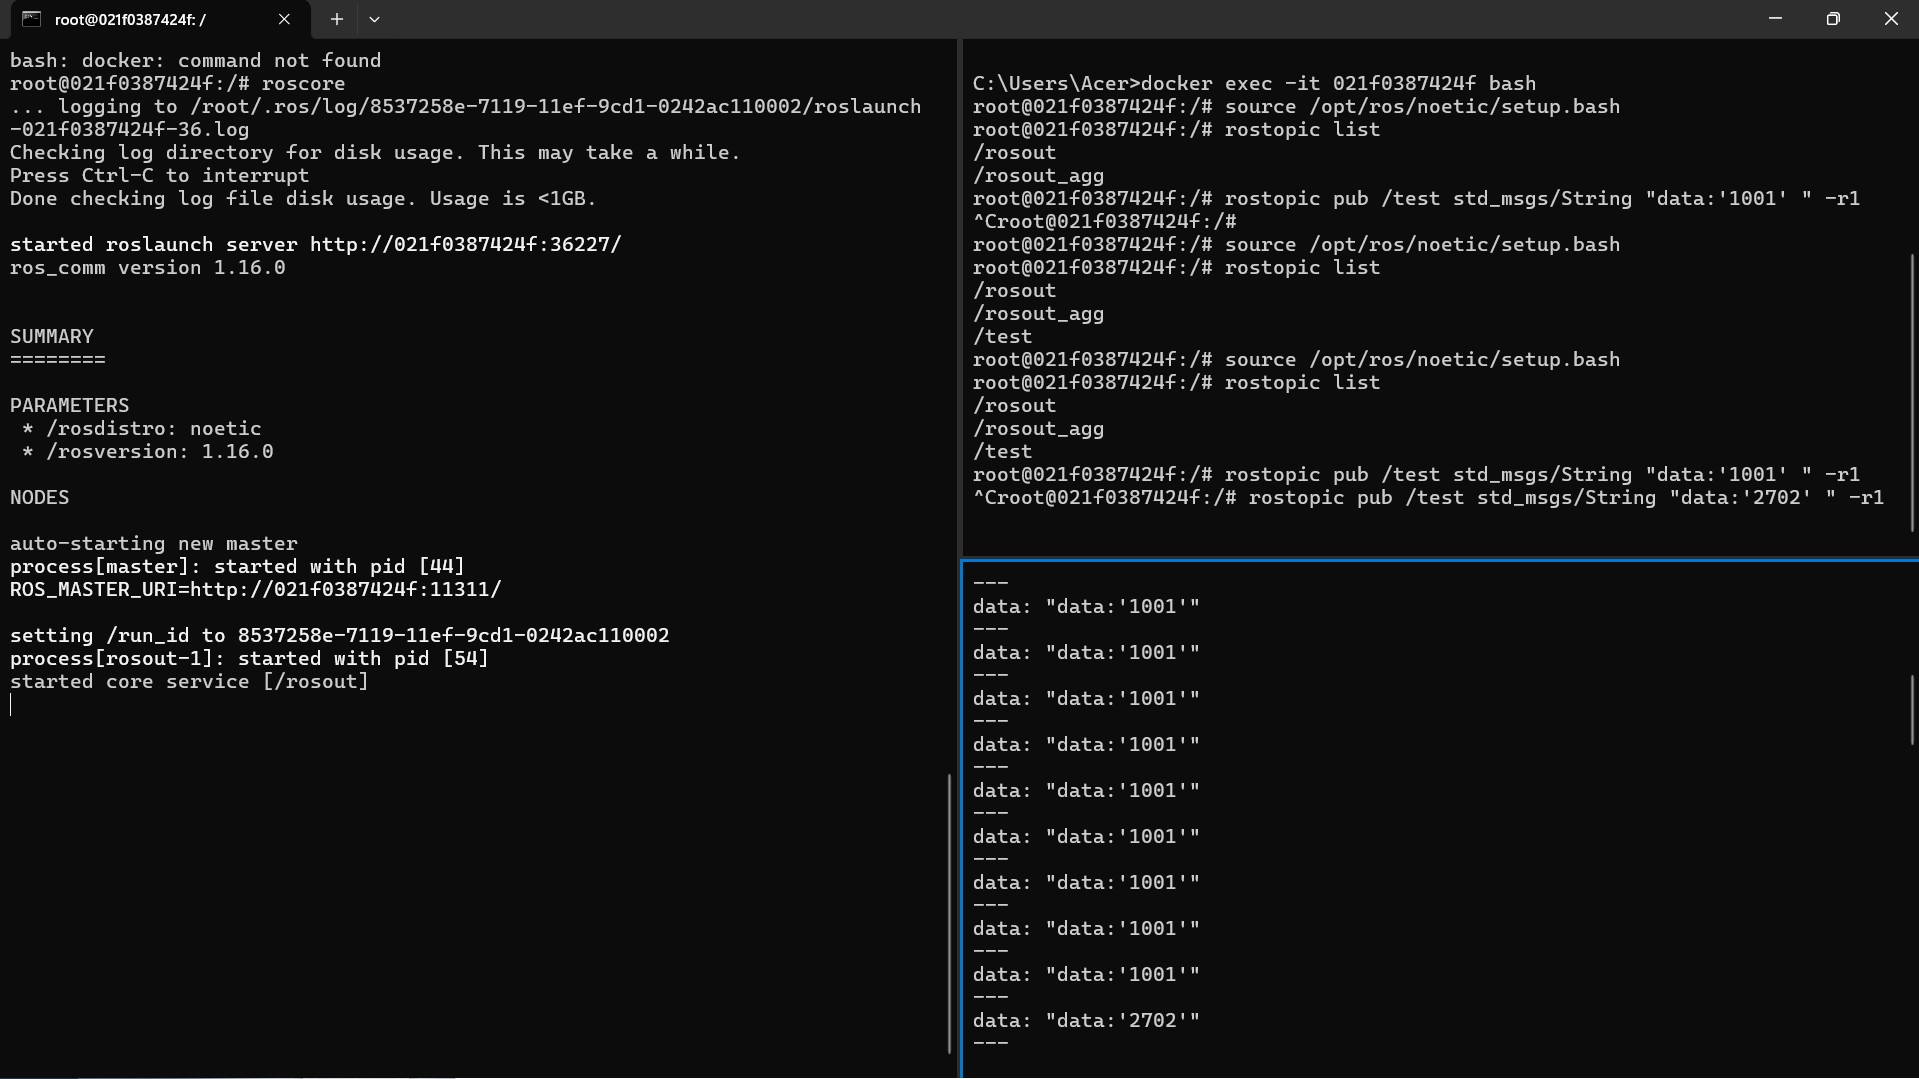 root@021f0387424f: /
bash: docker: command not found
root@021f0387424f:/# roscore
... logging to /root/.ros/log/8537258e-7119-11ef-9cd1-0242ac110002/roslaunch
-021f0387424f-36.log
Checking log directory for disk usage. This may take a while.
Press Ctrl-C to interrupt
Done checking log file disk usage. Usage is <1GB.
started roslaunch server http://021f0387424f:36227/
ros_comm version 1.16.0
SUMMARY
========
PARAMETERS
 * /rosdistro: noetic
 * /rosversion: 1.16.0
NODES
auto-starting new master
process[master]: started with pid [44]
ROS_MASTER_URI=http://021f0387424f:11311/
setting /run_id to 8537258e-7119-11ef-9cd1-0242ac110002
process[rosout-1]: started with pid [54]
started core service [/rosout]
C:\Users\Acer>docker exec -it 021f0387424f bash
root@021f0387424f:/# source /opt/ros/noetic/setup.bash
root@021f0387424f:/# rostopic list
/rosout
/rosout_agg
root@021f0387424f:/# rostopic pub /test std_msgs/String "data:'1001' " -r1
^Croot@021f0387424f:/#
root@021f0387424f:/# source /opt/ros/noetic/setup.bash
root@021f0387424f:/# rostopic list
/rosout
/rosout_agg
/test
root@021f0387424f:/# source /opt/ros/noetic/setup.bash
root@021f0387424f:/# rostopic list
/rosout
/rosout_agg
/test
root@021f0387424f:/# rostopic pub /test std_msgs/String "data:'1001' " -r1
^Croot@021f0387424f:/# rostopic pub /test std_msgs/String "data:'2702' " -r1
---
data: "data:'1001'"
---
data: "data:'1001'"
---
data: "data:'1001'"
---
data: "data:'1001'"
---
data: "data:'1001'"
---
data: "data:'1001'"
---
data: "data:'1001'"
---
data: "data:'1001'"
---
data: "data:'1001'"
---
data: "data:'2702'"
---